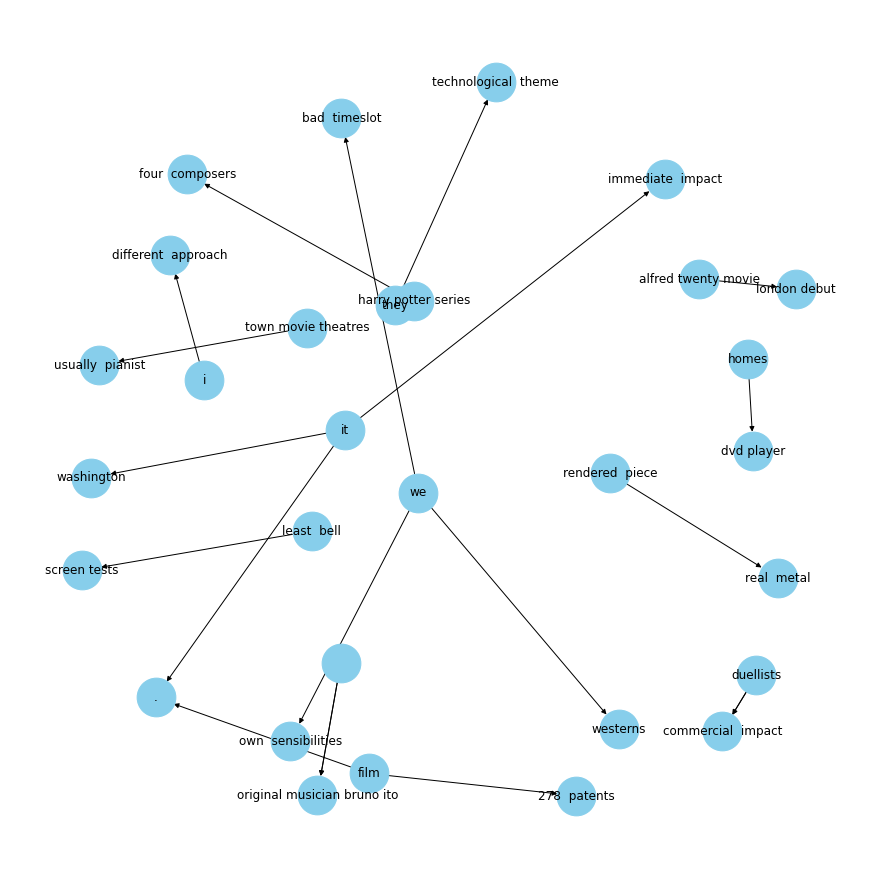 technological  theme
bad  timeslot
four  composers
immediate  impact
different  approach
alfred twenty movie
london debut
harry potter series
they
town movie theatres
usually  pianist
homes
i
it
dvd player
washington
rendered  piece
we
least  bell
screen tests
real  metal
duellists
.
westerns
commercial  impact
own  sensibilities
film
original musician bruno ito
278  patents